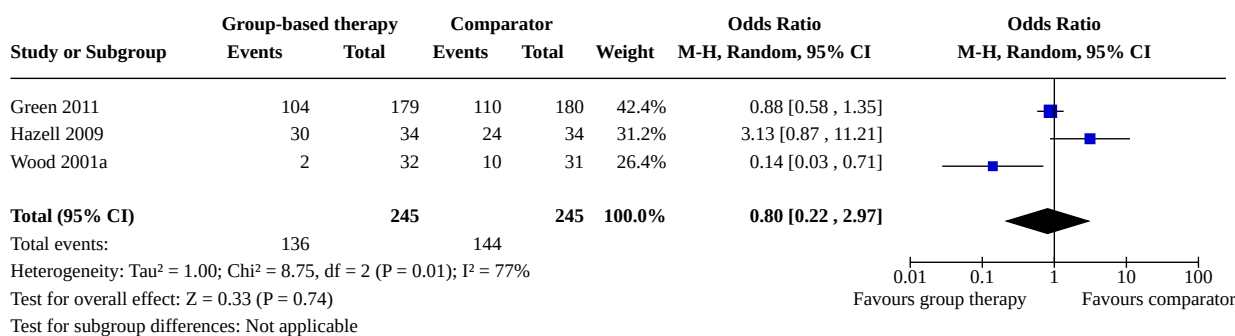 Group-based therapy Comparator Odds Ratio Odds Ratio
Study or Subgroup Events Total Events Total Weight M-H, Random, 95% CI M-H, Random, 95% CI
Green 2011 104 179 110 180 42.4% 0.88 [0.58 , 1.35]
Hazell 2009 30 34 24 34 31.2% 3.13 [0.87 , 11.21]
Wood 2001a 2 32 10 31 26.4% 0.14 [0.03 , 0.71]
Total (95% CI) 245 245 100.0% 0.80 [0.22 , 2.97]
Total events: 136 144
Heterogeneity: Tau² = 1.00; Chi² = 8.75, df = 2 (P = 0.01); I² = 77%
0.01 0.1 1 10 100
Test for overall effect: Z = 0.33 (P = 0.74)
Favours group therapy Favours comparator
Test for subgroup differences: Not applicable